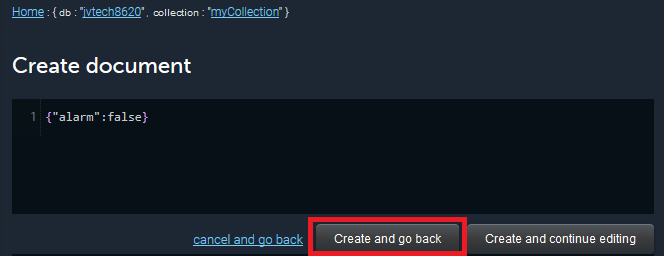 Home : { db : "jvtech8620" , collection : "myCollection" }
Create document
1 {"alarm":false}
cancel and go back Create and go back Create and continue editing